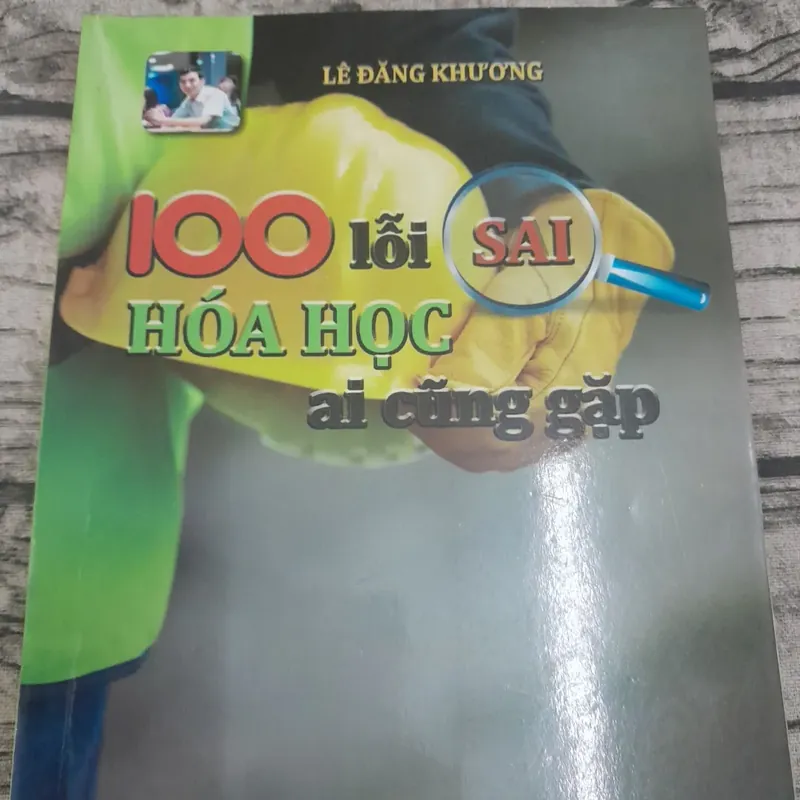 LÊ ĐĂNG KHƯƠNG
100 lỗi SAI
HÓA HỌC
ai cũng gặp